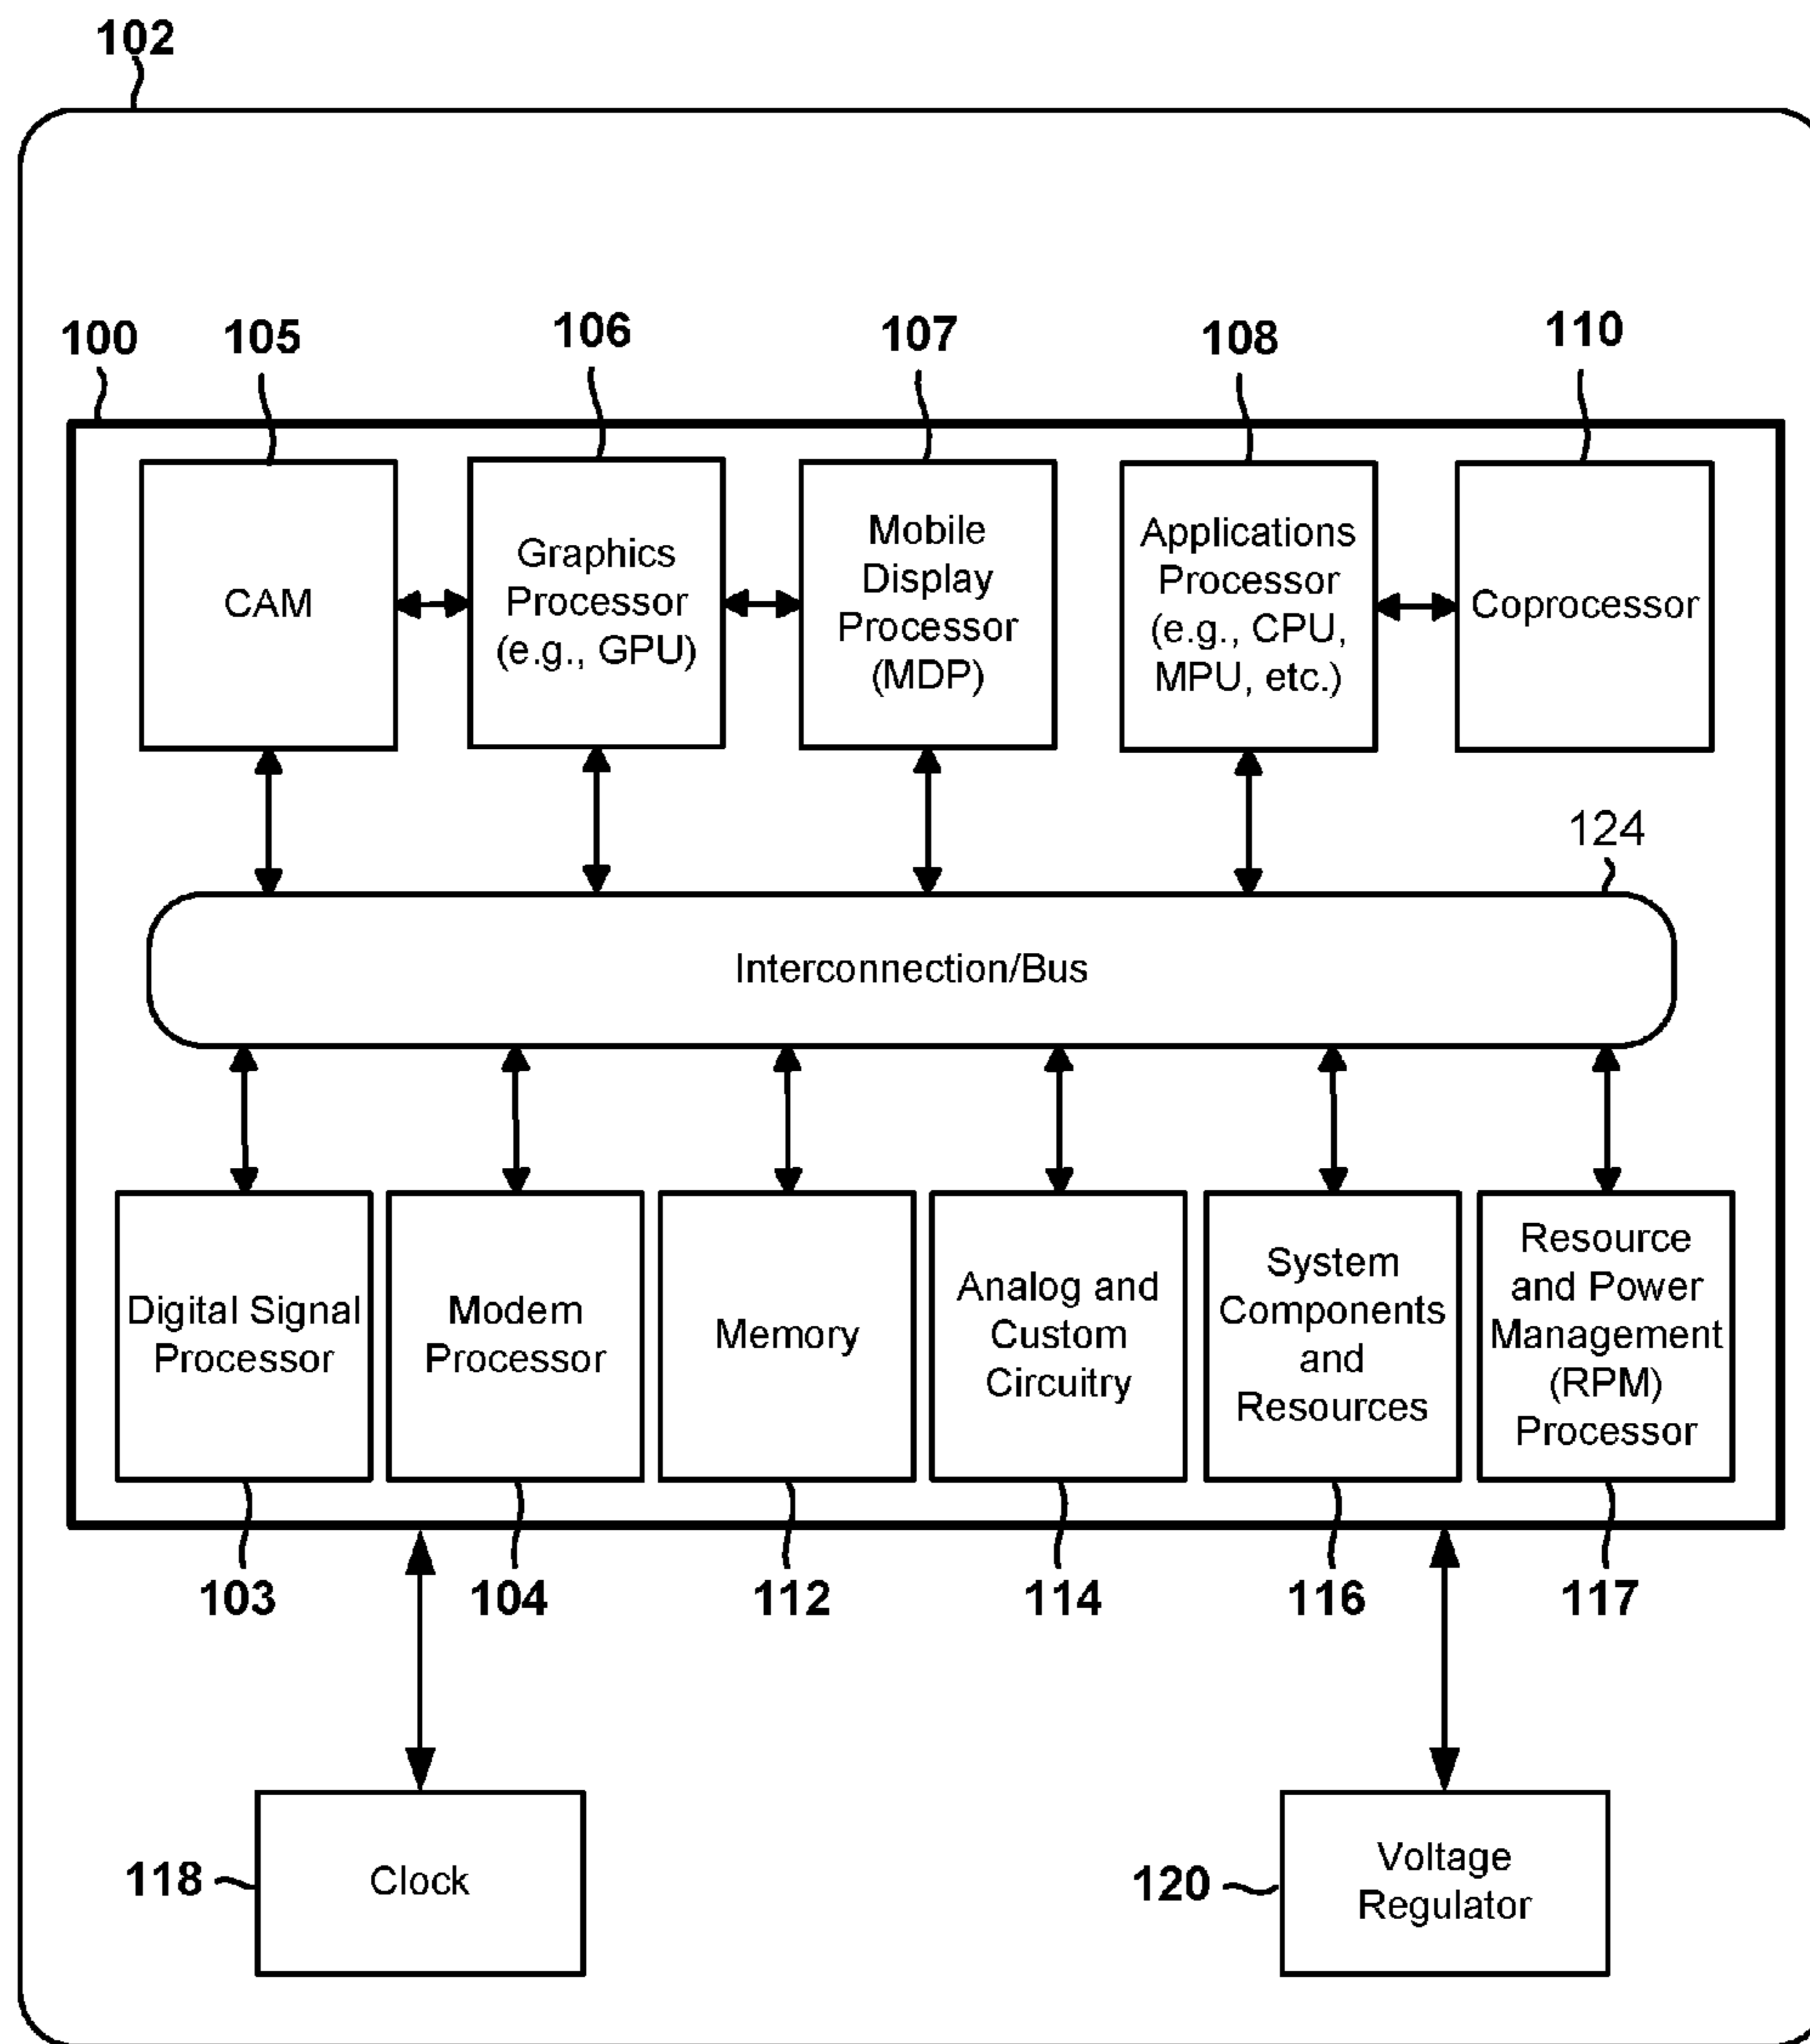 102
100
105
106
107
108
110
CAM
Graphics
Processor
(e.g., GPU)
Mobile
Display
Processor
(MDP)
Applications
Processor
(e.g., CPU,
MPU, etc.)
Coprocessor
124
Interconnection/Bus
Digital Signal
Processor
Modem
Processor
Memory
Analog and
Custom
Circuitry
System
Components
and
Resources
Resource
and Power
Management
(RPM)
Processor
103
104
112
114
116
117
118
Clock
120
Voltage
Regulator